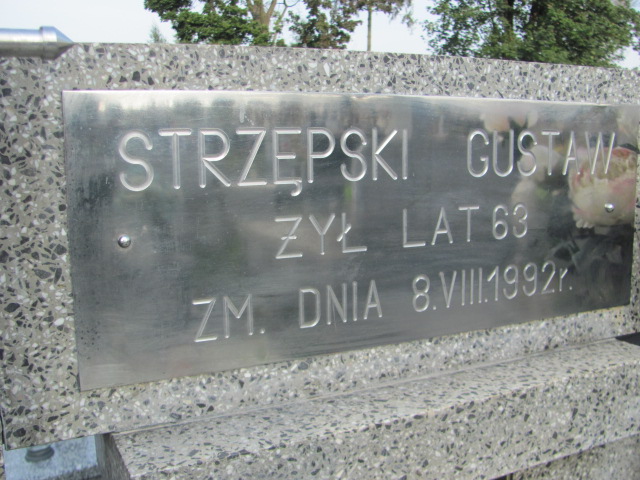 STRZĘPSKI GUSTAW
ŻYŁ LAT 63
ZM. DNIA 8.VIII.1992r.